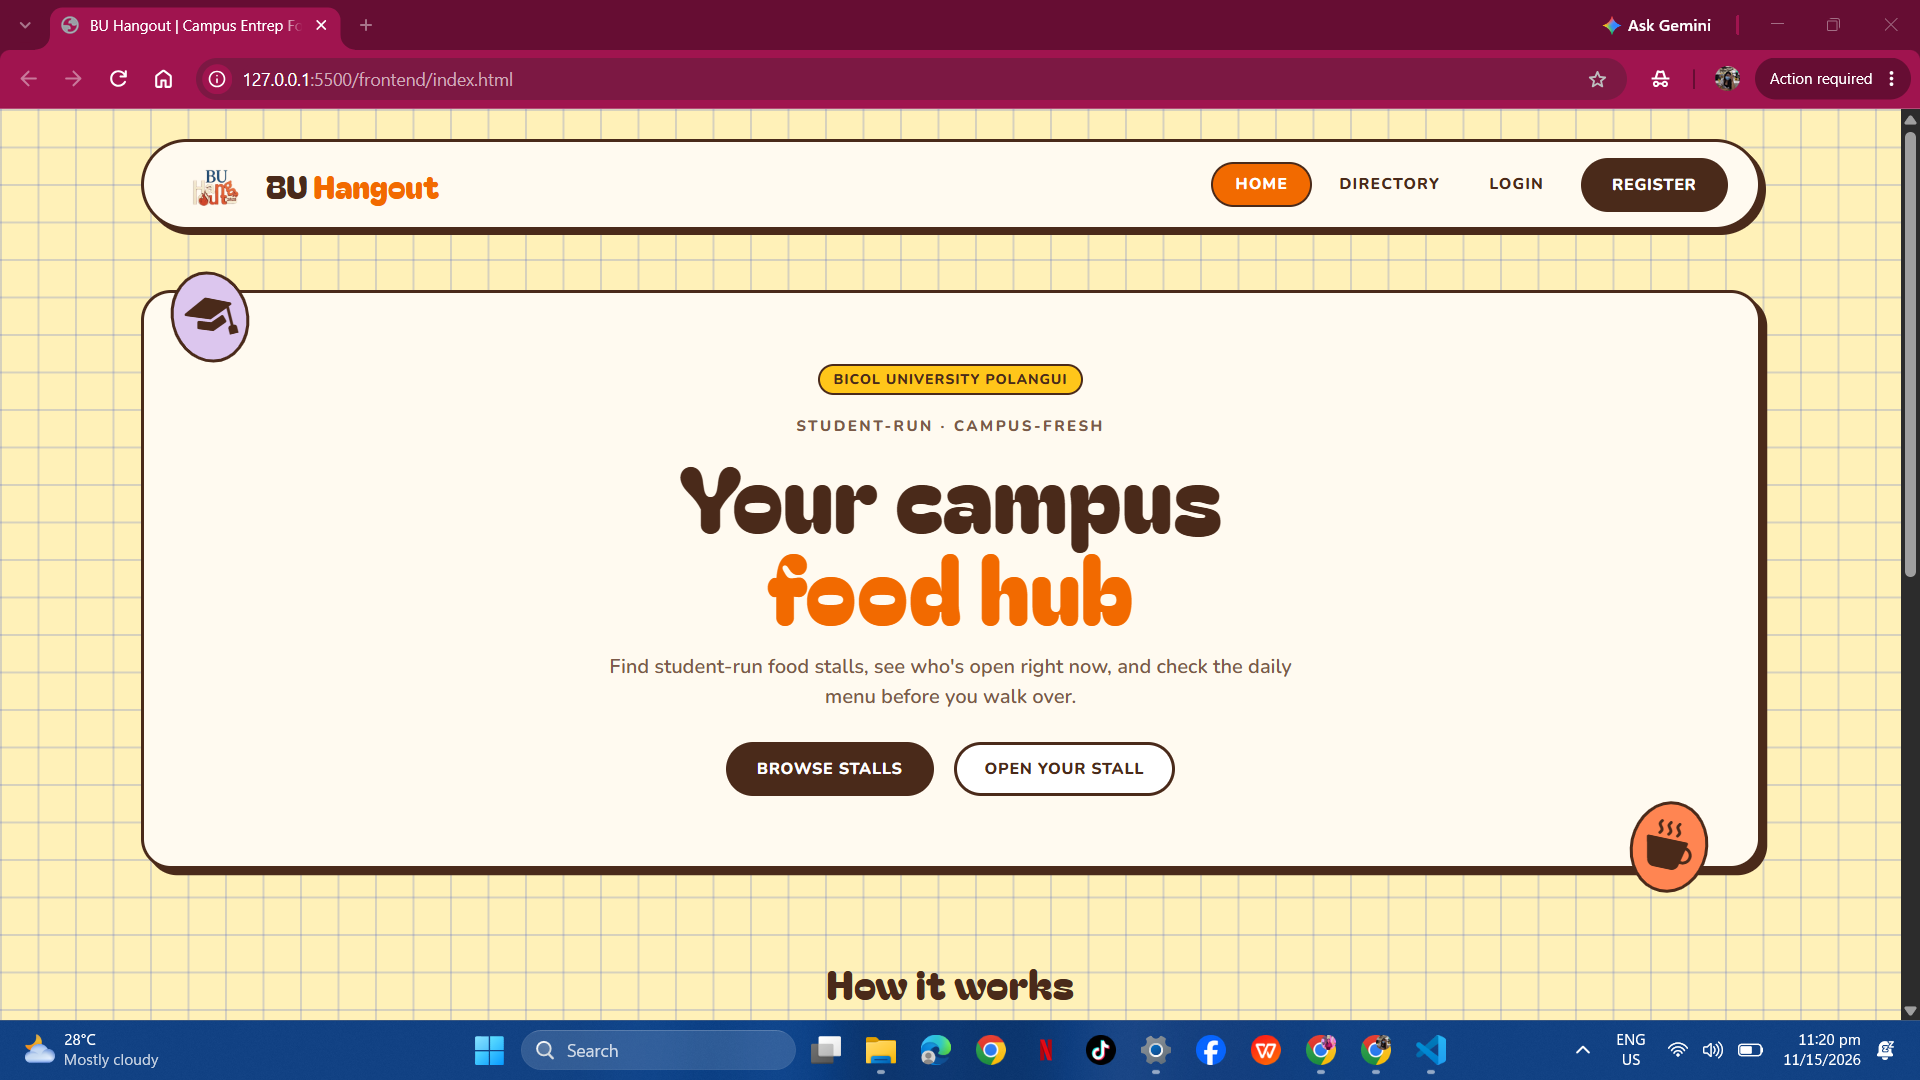 BU Hangout | Campus Entrep Fo
Ask Gemini
127.0.0.1:5500/frontend/index.html
Action required
BU
BU Hangout
HOME
DIRECTORY
LOGIN
REGISTER
BICOL UNIVERSITY POLANGUI
STUDENT-RUN · CAMPUS-FRESH
Your campus
food hub
Find student-run food stalls, see who's open right now, and check the daily
menu before you walk over.
BROWSE STALLS
OPEN YOUR STALL
How it works
28°C
Mostly cloudy
Search
ENG
US
11:20 pm
11/15/2026